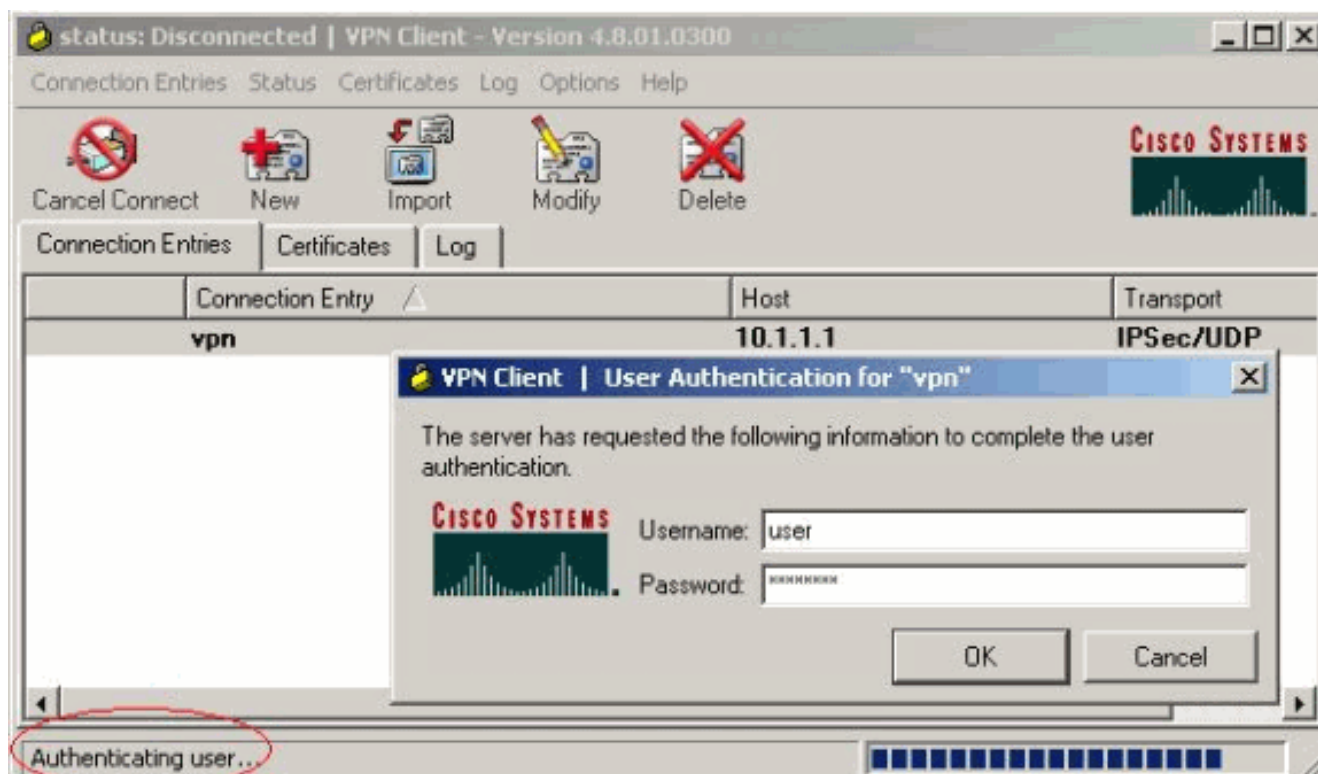 status: Disconnected | VPN Client - Version 4.8.01.0300
Connection Entries Status Certificates Log Options Help
Cancel Connect New Import Modify Delete
CISCO SYSTEMS
Connection Entries Certificates Log
Connection Entry Host Transport
vpn 10.1.1.1 IPSec/UDP
VPN Client | User Authentication for "vpn"
The server has requested the following information to complete the user
authentication.
CISCO SYSTEMS
Username: user
Password: ********
OK Cancel
Authenticating user...